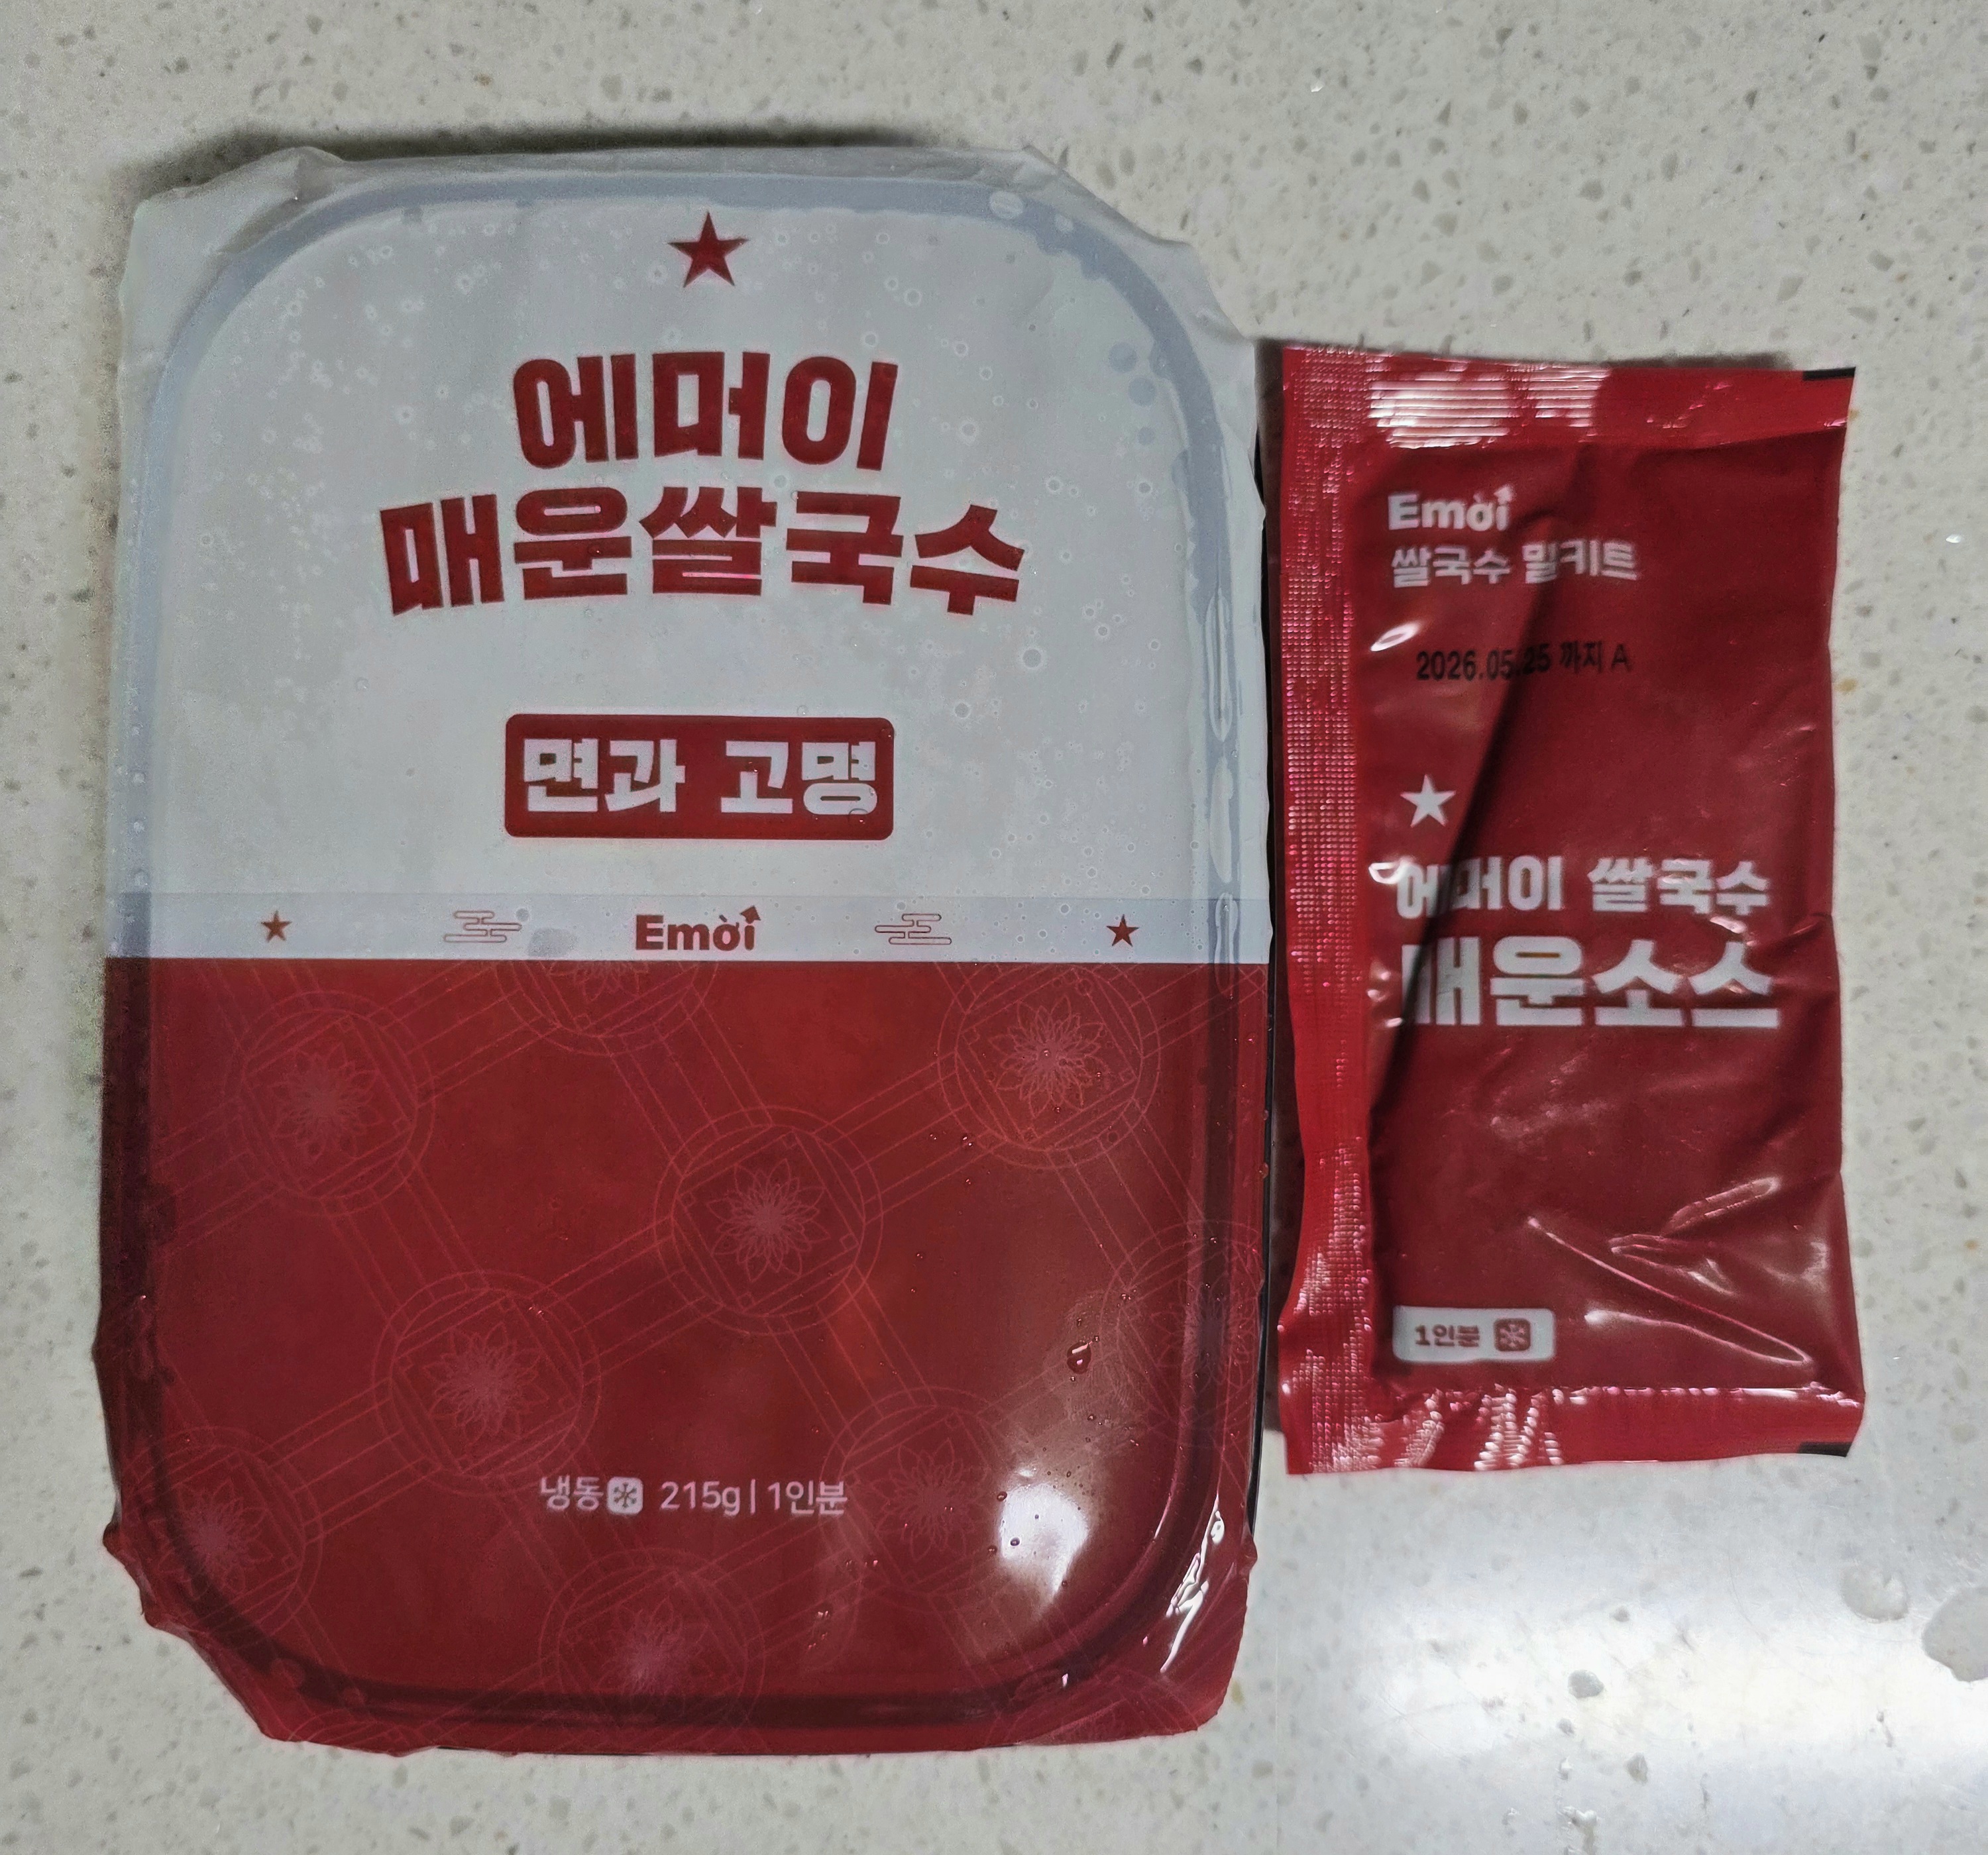 에머이
매운쌀국수
면과 고명
Emời
냉동 215g | 1인분
Emời
쌀국수 밀키트
2026.05.25 까지 A
에머이 쌀국수
매운소스
1인분